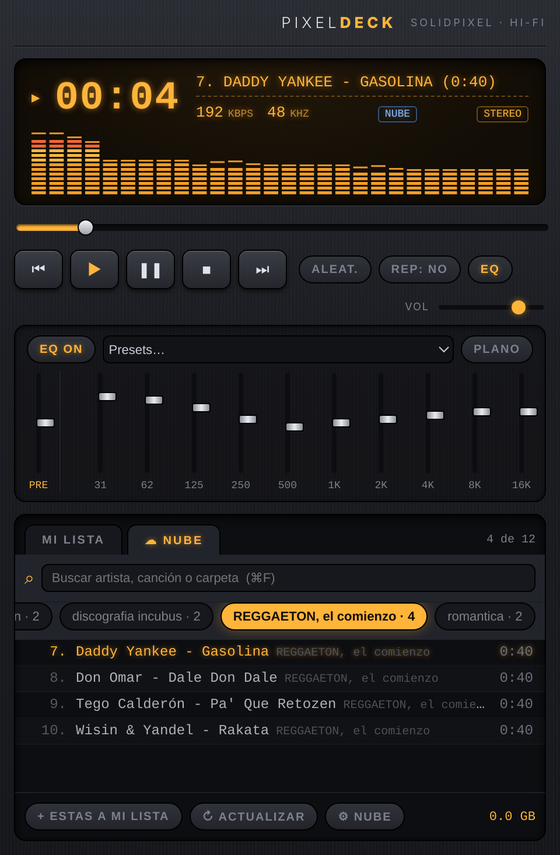 PIXELDECK SOLIDPIXEL · HI-FI
00:04
7. DADDY YANKEE - GASOLINA (0:40)
192 KBPS 48 KHZ NUBE STEREO
ALEAT. REP: NO EQ
VOL
EQ ON Presets… PLANO
PRE 31 62 125 250 500 1K 2K 4K 8K 16K
MI LISTA ☁ NUBE 4 de 12
Buscar artista, canción o carpeta (⌘F)
n · 2 discografia incubus · 2 REGGAETON, el comienzo · 4 romantica · 2
7. Daddy Yankee - Gasolina REGGAETON, el comienzo 0:40
8. Don Omar - Dale Don Dale REGGAETON, el comienzo 0:40
9. Tego Calderón - Pa' Que Retozen REGGAETON, el comie… 0:40
10. Wisin & Yandel - Rakata REGGAETON, el comienzo 0:40
+ ESTAS A MI LISTA ↻ ACTUALIZAR ⚙ NUBE 0.0 GB